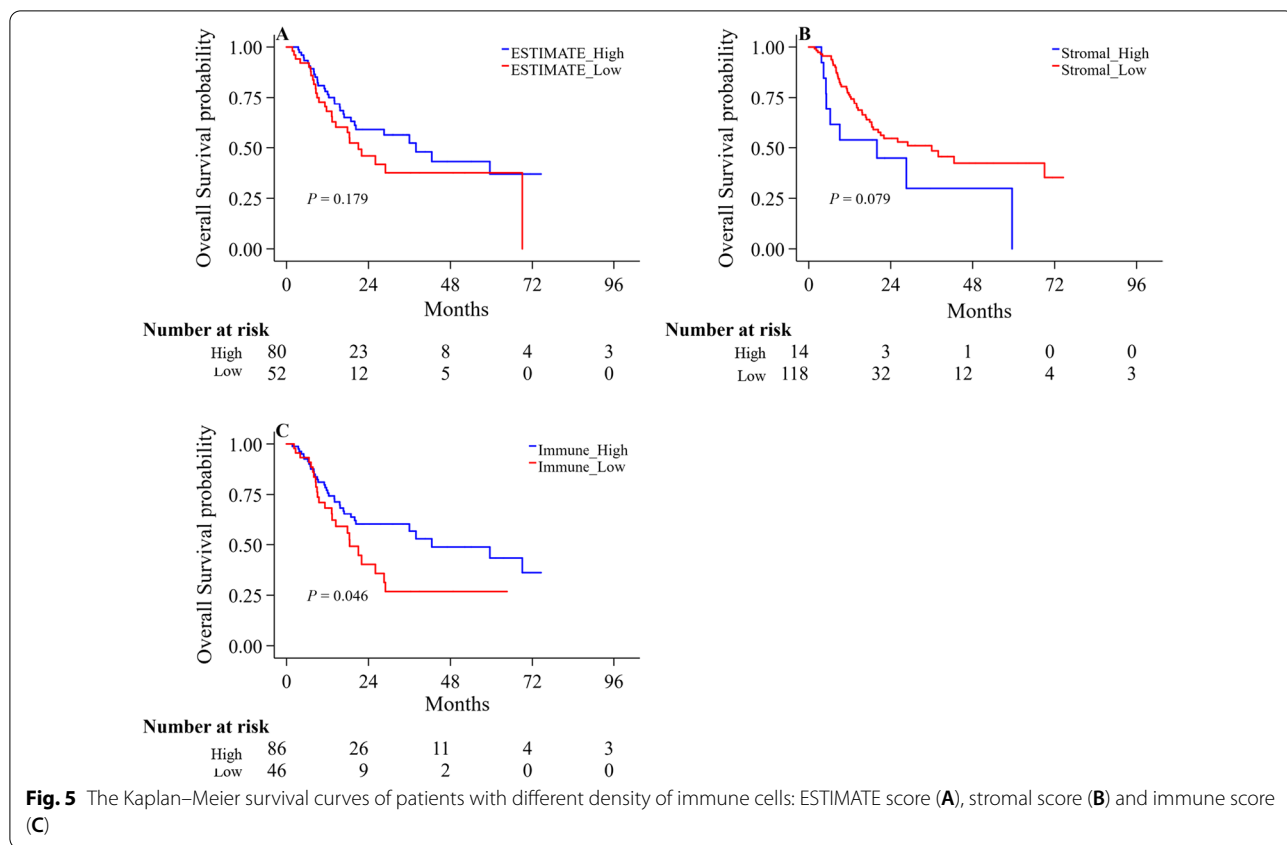 A
ESTIMATE_High
ESTIMATE_Low
Overall Survival probability
1.00
0.75
0.50
0.25
0.00
P = 0.179
0 24 48 72 96
Months
Number at risk
High 80 23 8 4 3
Low 52 12 5 0 0
B
Stromal_High
Stromal_Low
Overall Survival probability
1.00
0.75
0.50
0.25
0.00
P = 0.079
0 24 48 72 96
Months
Number at risk
High 14 3 1 0 0
Low 118 32 12 4 3
C
Immune_High
Immune_Low
Overall Survival probability
1.00
0.75
0.50
0.25
0.00
P = 0.046
0 24 48 72 96
Months
Number at risk
High 86 26 11 4 3
Low 46 9 2 0 0
Fig. 5 The Kaplan–Meier survival curves of patients with different density of immune cells: ESTIMATE score (A), stromal score (B) and immune score
(C)